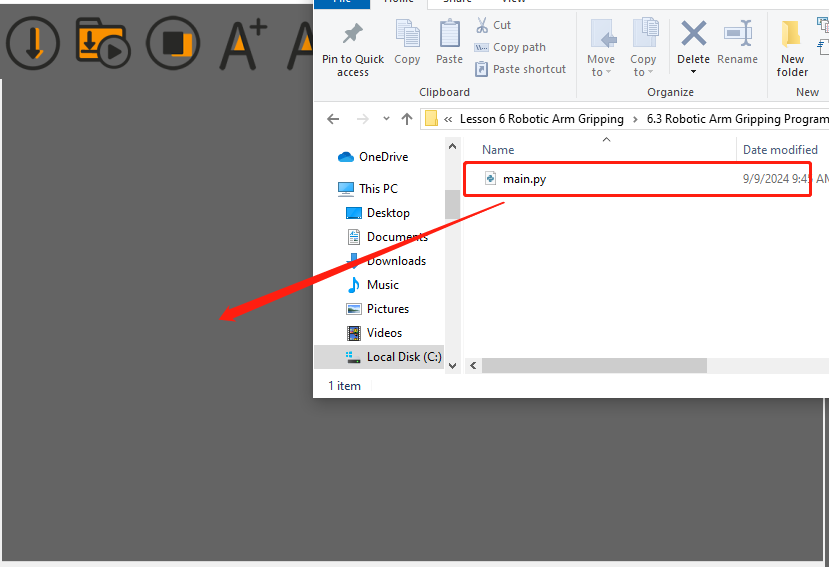 File Home Share View
A+ A
Cut
Copy path
Paste shortcut
Pin to Quick access
Copy
Paste
Move to
Copy to
Delete
Rename
New folder
Clipboard
Organize
New
« Lesson 6 Robotic Arm Gripping › 6.3 Robotic Arm Gripping Program
Name Date modified
main.py 9/9/2024 9:45 AM
OneDrive
This PC
Desktop
Documents
Downloads
Music
Pictures
Videos
Local Disk (C:)
1 item